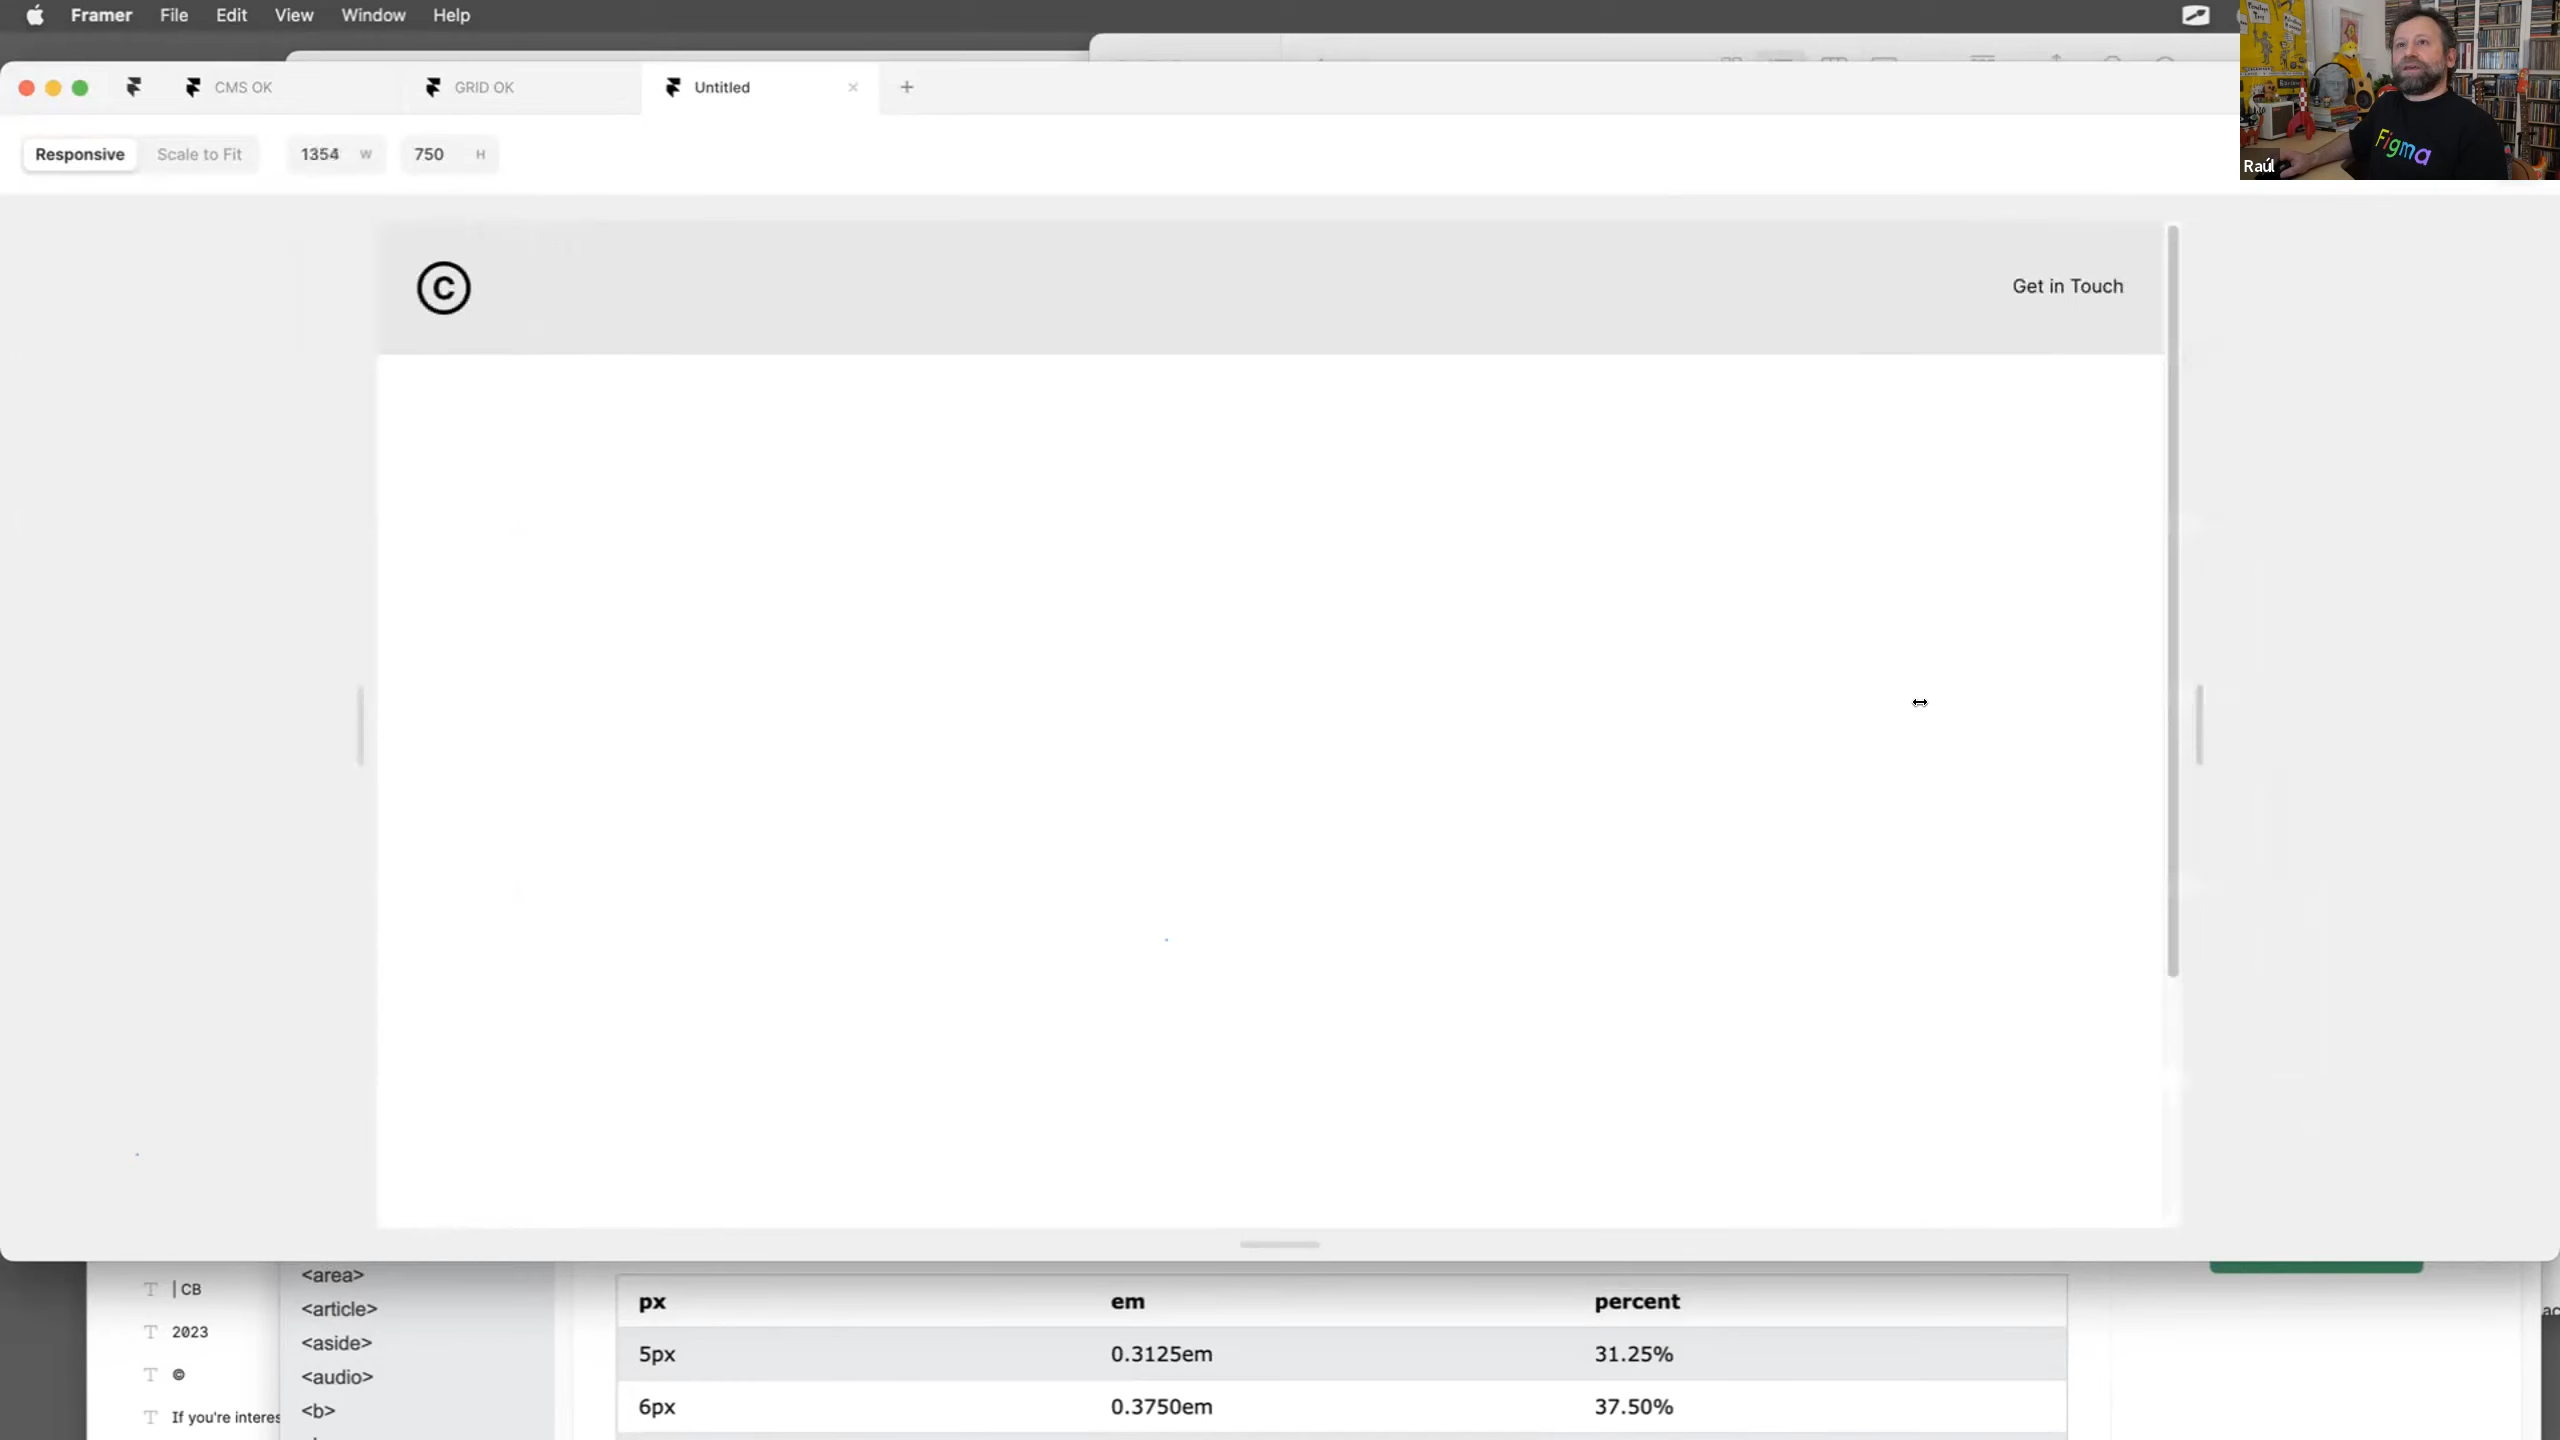 Framer File Edit View Window Help
CMS OK
GRID OK
Untitled
Responsive Scale to Fit 1354 W 750 H
Figma
Raúl
C
Get in Touch
| CB
2023
©
If you're interes
<area>
<article>
<aside>
<audio>
<b>
px em percent
5px 0.3125em 31.25%
6px 0.3750em 37.50%